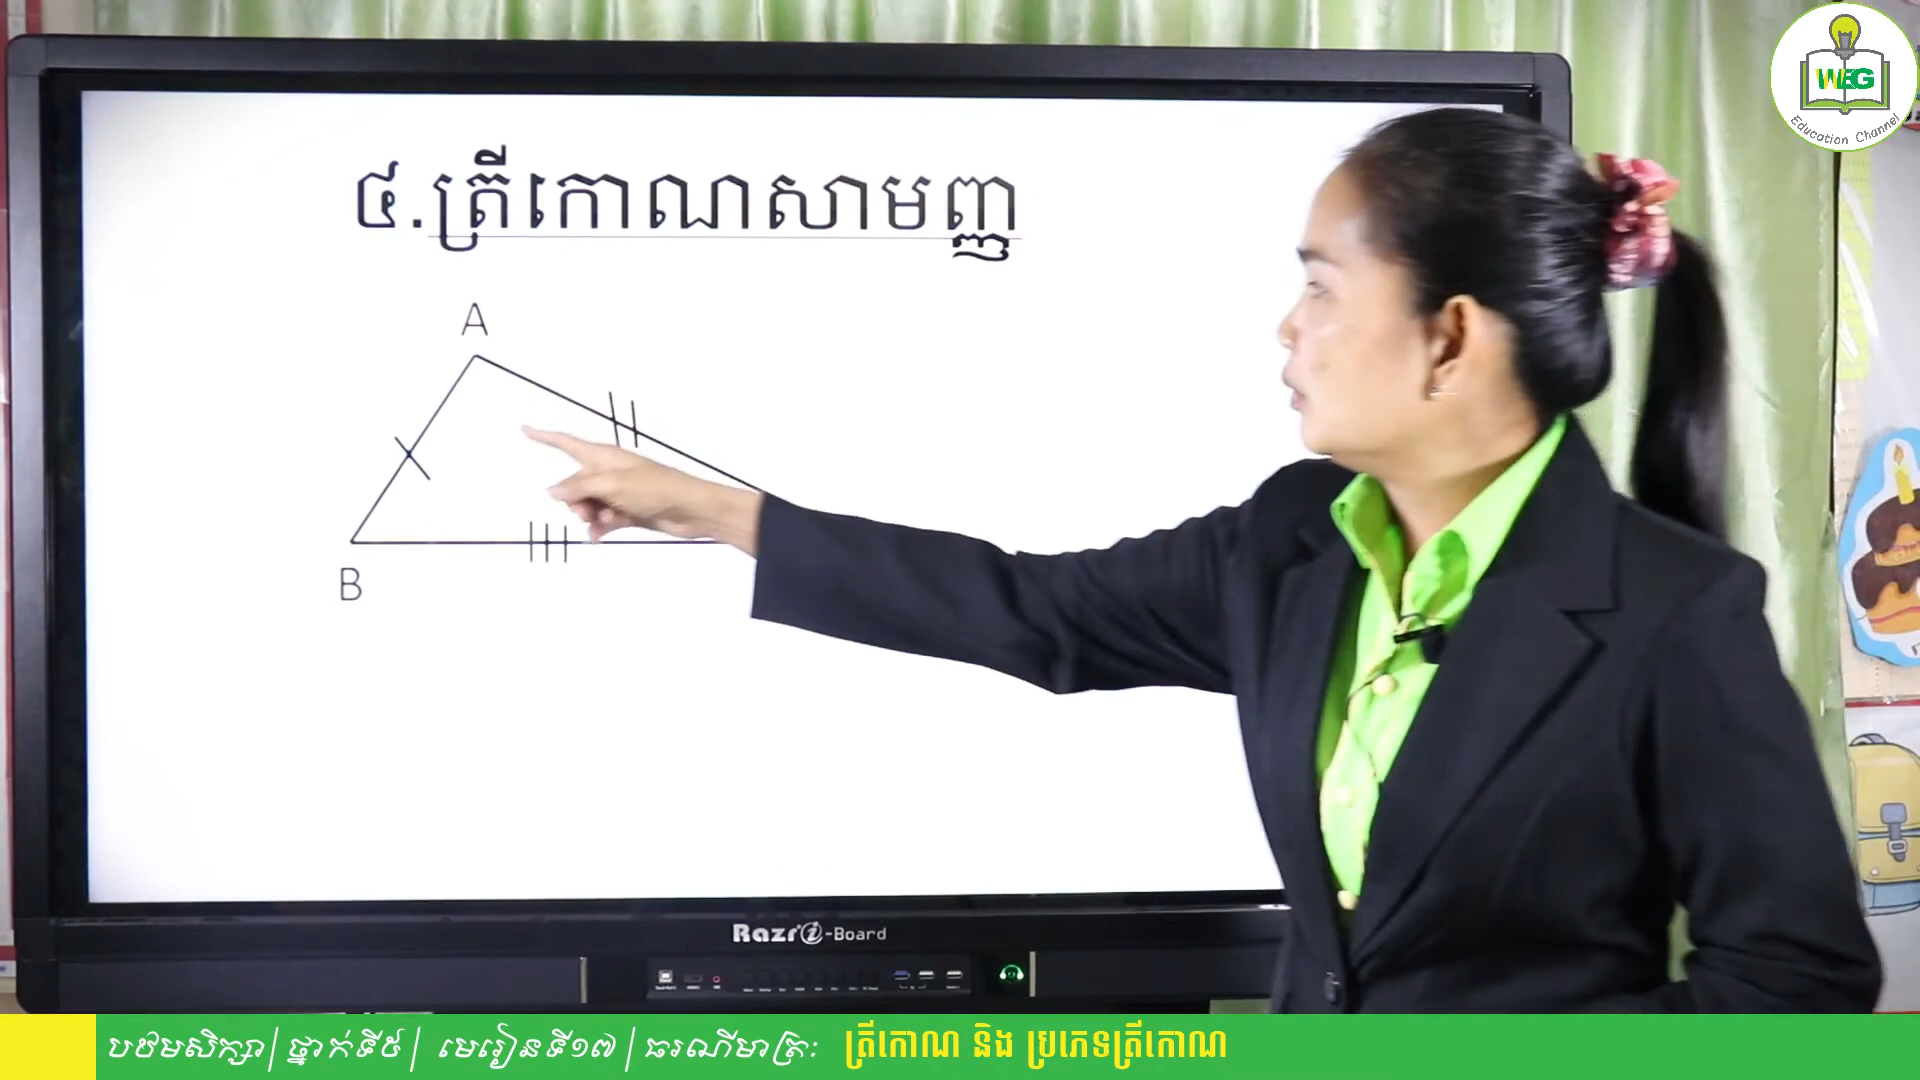 WEG
Education Channel
៤.ត្រីកោណសាមញ្ញ
A
B
Razr i-Board
បឋមសិក្សា| ថ្នាក់ទី៥| មេរៀនទី១៧|ធរណីមាត្រ: ត្រីកោណ និង ប្រភេទត្រីកោណ